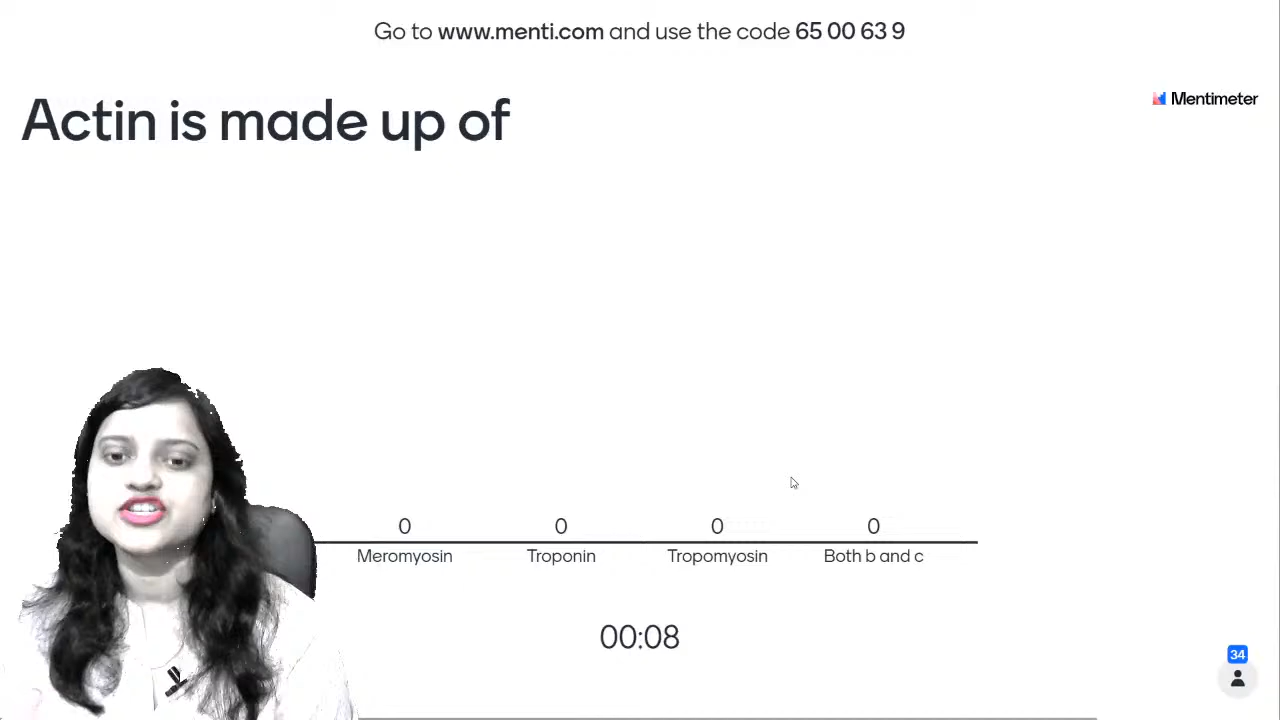 Go to www.menti.com and use the code 65 00 63 9
Mentimeter
Actin is made up of
0 0 0 0
Meromyosin Troponin Tropomyosin Both b and c
00:08
34